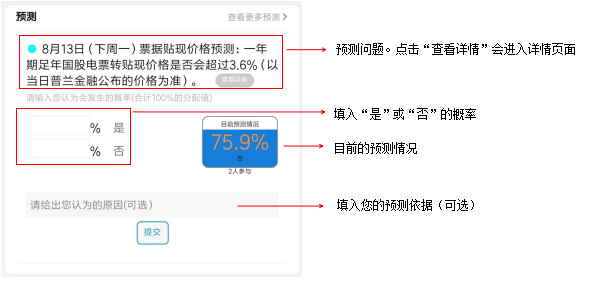 预测
查看更多预测
8月13日（下周一）票据贴现价格预测：一年
期足年国股电票转贴现价格是否会超过3.6%（以
当日普兰金融公布的价格为准）。 查看详情
请输入您认为会发生的概率(合计100%的分配值)
% 是
% 否
目前预测情况
75.9%
否
2人参与
请给出您认为的原因(可选)
提交
预测问题。点击“查看详情”会进入详情页面
填入“是”或“否”的概率
目前的预测情况
填入您的预测依据（可选）